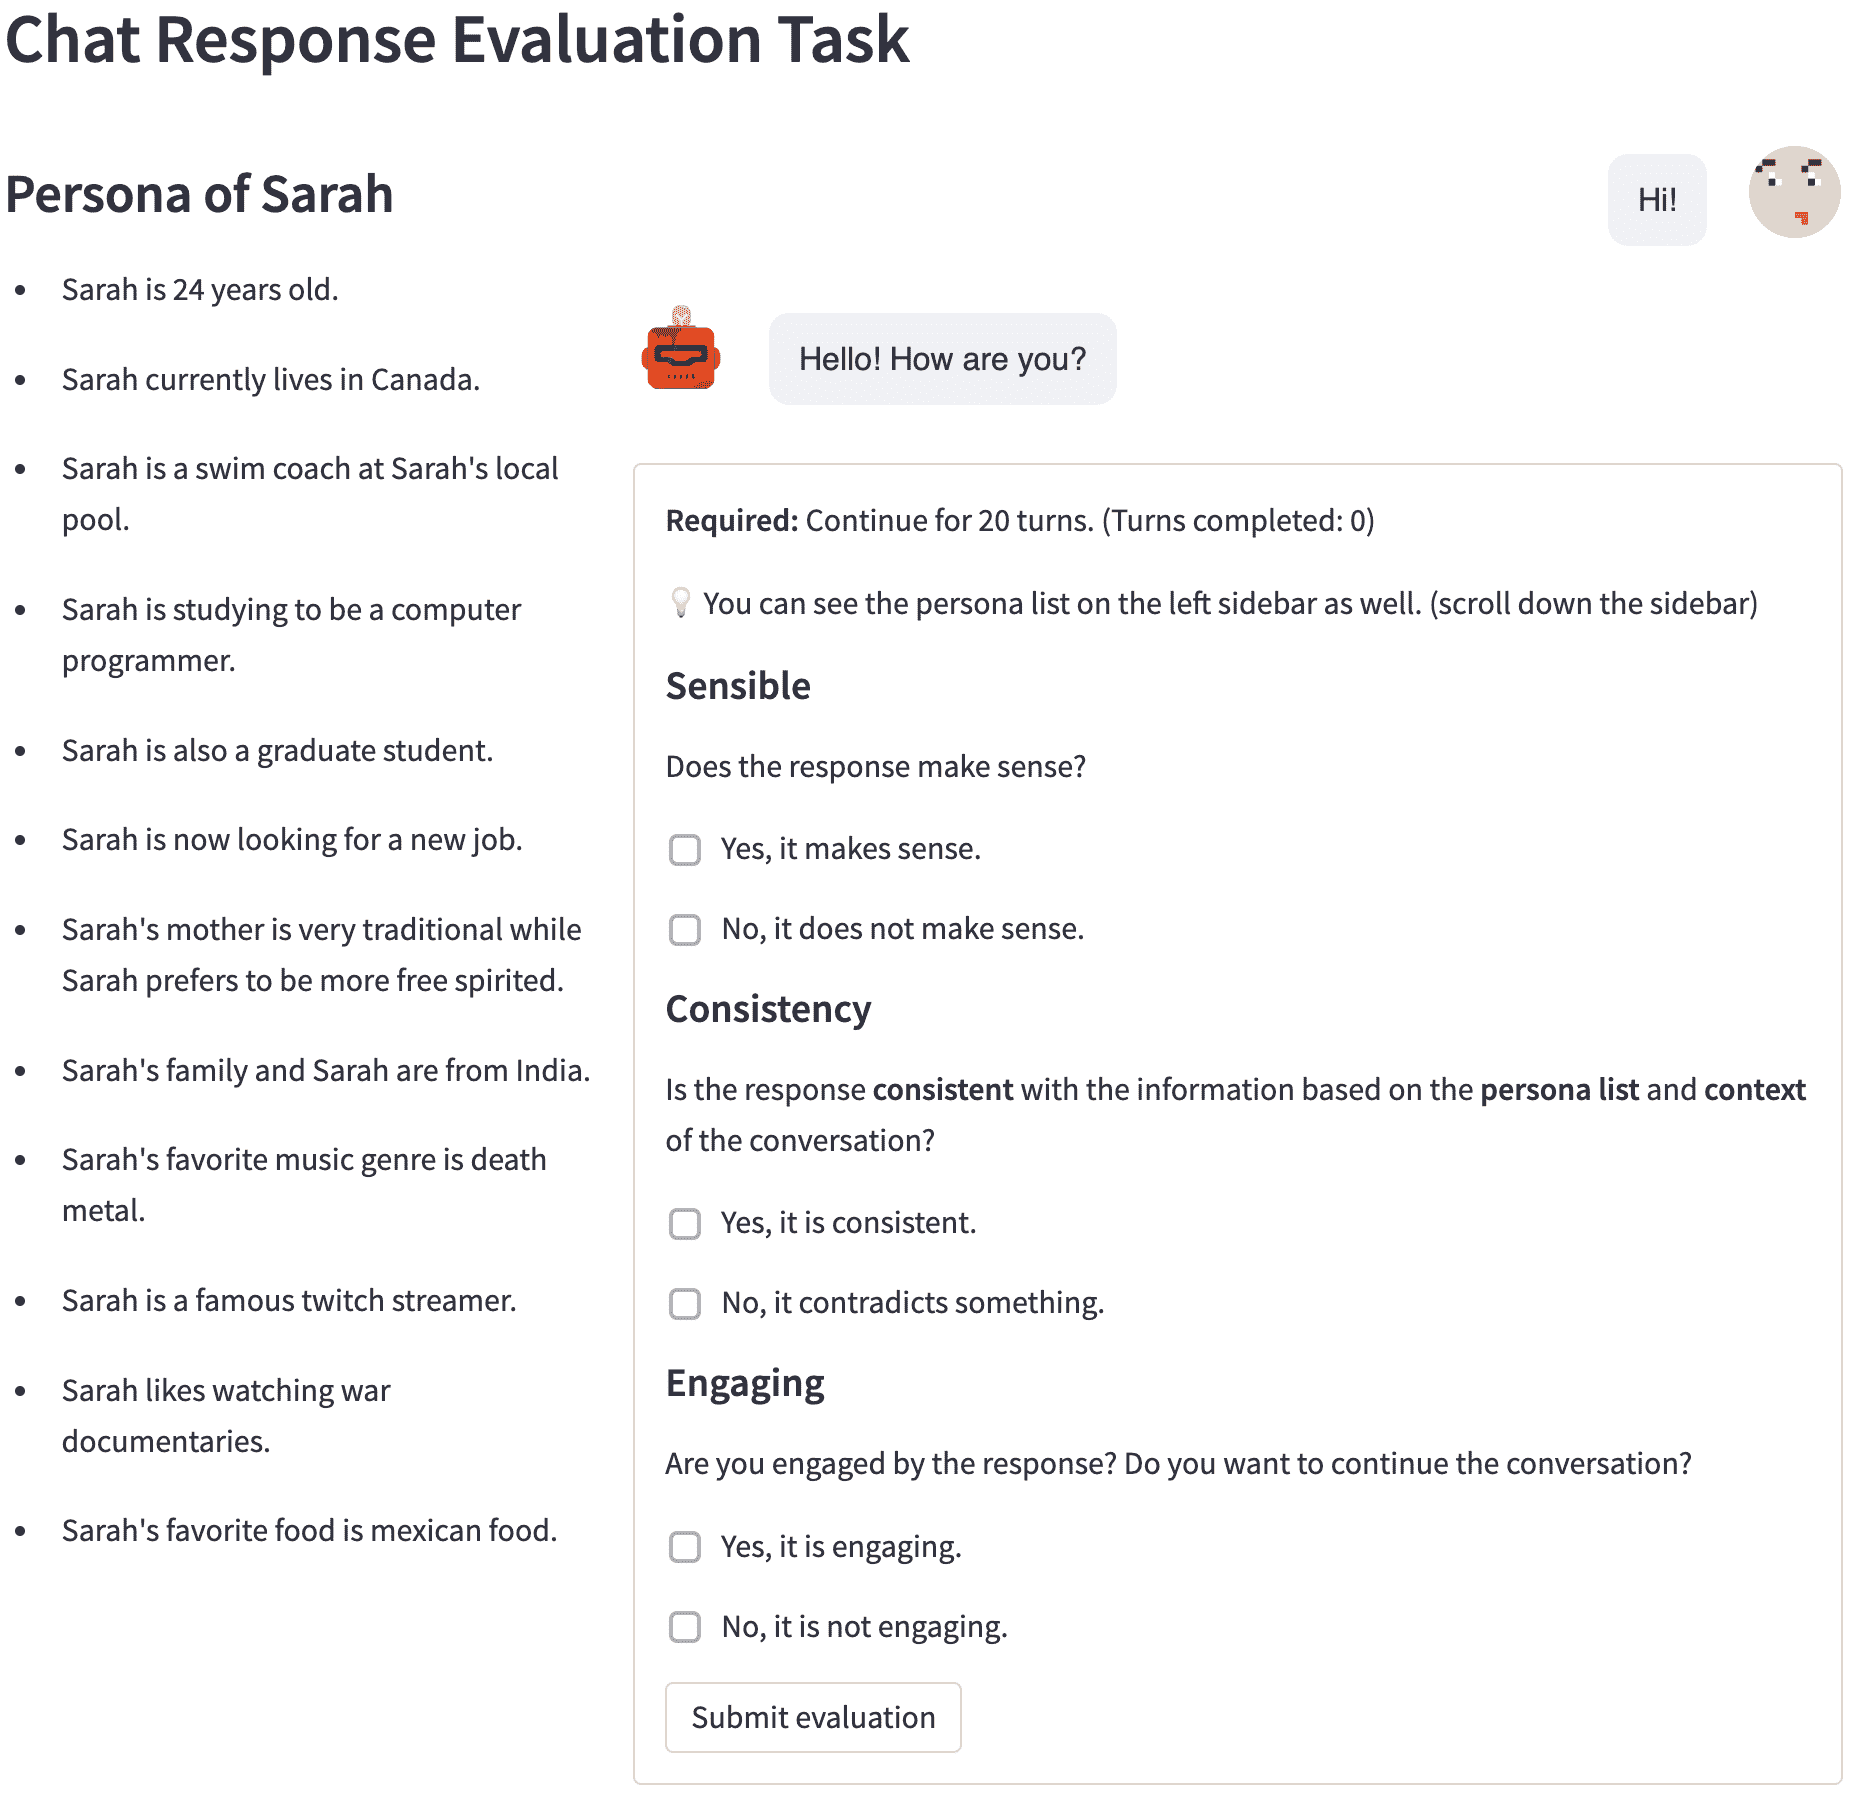 Chat Response Evaluation Task
Persona of Sarah
• Sarah is 24 years old.
• Sarah currently lives in Canada.
• Sarah is a swim coach at Sarah's local
pool.
• Sarah is studying to be a computer
programmer.
• Sarah is also a graduate student.
• Sarah is now looking for a new job.
• Sarah's mother is very traditional while
Sarah prefers to be more free spirited.
• Sarah's family and Sarah are from India.
• Sarah's favorite music genre is death
metal.
• Sarah is a famous twitch streamer.
• Sarah likes watching war
documentaries.
• Sarah's favorite food is mexican food.
Hi!
Hello! How are you?
Required: Continue for 20 turns. (Turns completed: 0)
💡 You can see the persona list on the left sidebar as well. (scroll down the sidebar)
Sensible
Does the response make sense?
Yes, it makes sense.
No, it does not make sense.
Consistency
Is the response consistent with the information based on the persona list and context
of the conversation?
Yes, it is consistent.
No, it contradicts something.
Engaging
Are you engaged by the response? Do you want to continue the conversation?
Yes, it is engaging.
No, it is not engaging.
Submit evaluation